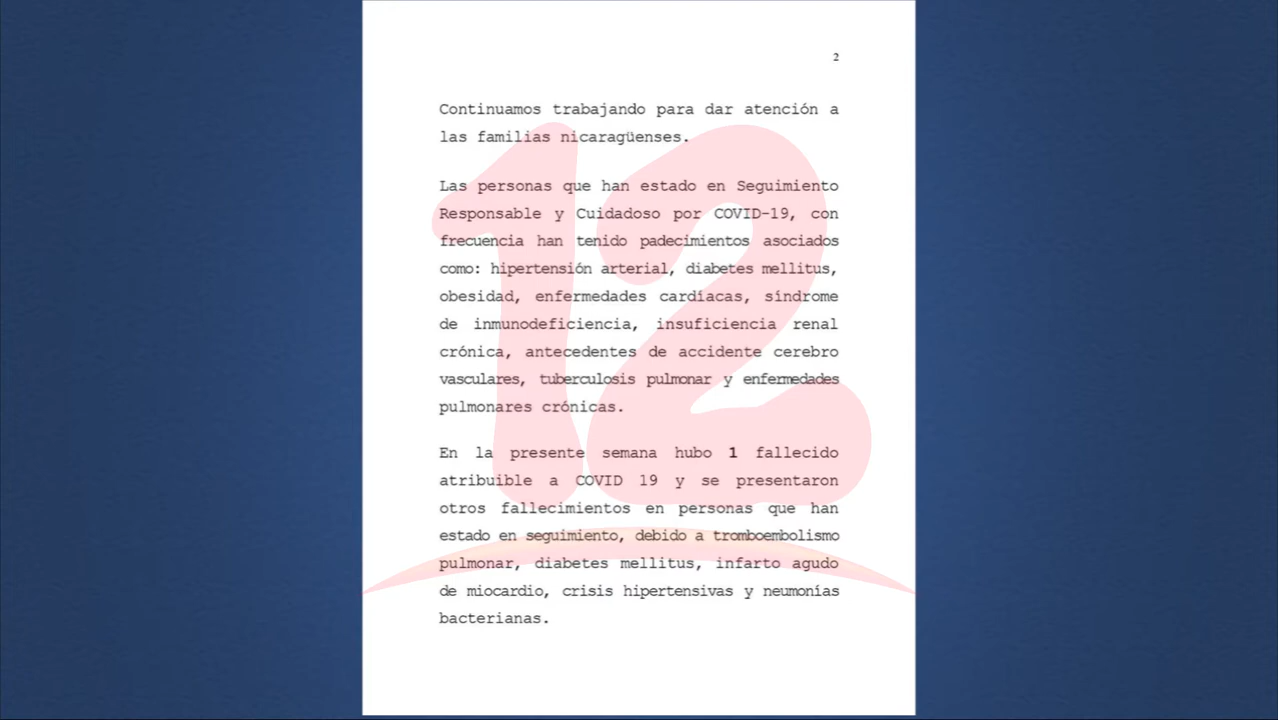 2
Continuamos trabajando para dar atención a
las familias nicaragüenses.
Las personas que han estado en Seguimiento
Responsable y Cuidadoso por COVID-19, con
frecuencia han tenido padecimientos asociados
como: hipertensión arterial, diabetes mellitus,
obesidad, enfermedades cardíacas, síndrome
de inmunodeficiencia, insuficiencia renal
crónica, antecedentes de accidente cerebro
vasculares, tuberculosis pulmonar y enfermedades
pulmonares crónicas.
En la presente semana hubo 1 fallecido
atribuible a COVID 19 y se presentaron
otros fallecimientos en personas que han
estado en seguimiento, debido a tromboembolismo
pulmonar, diabetes mellitus, infarto agudo
de miocardio, crisis hipertensivas y neumonías
bacterianas.
12